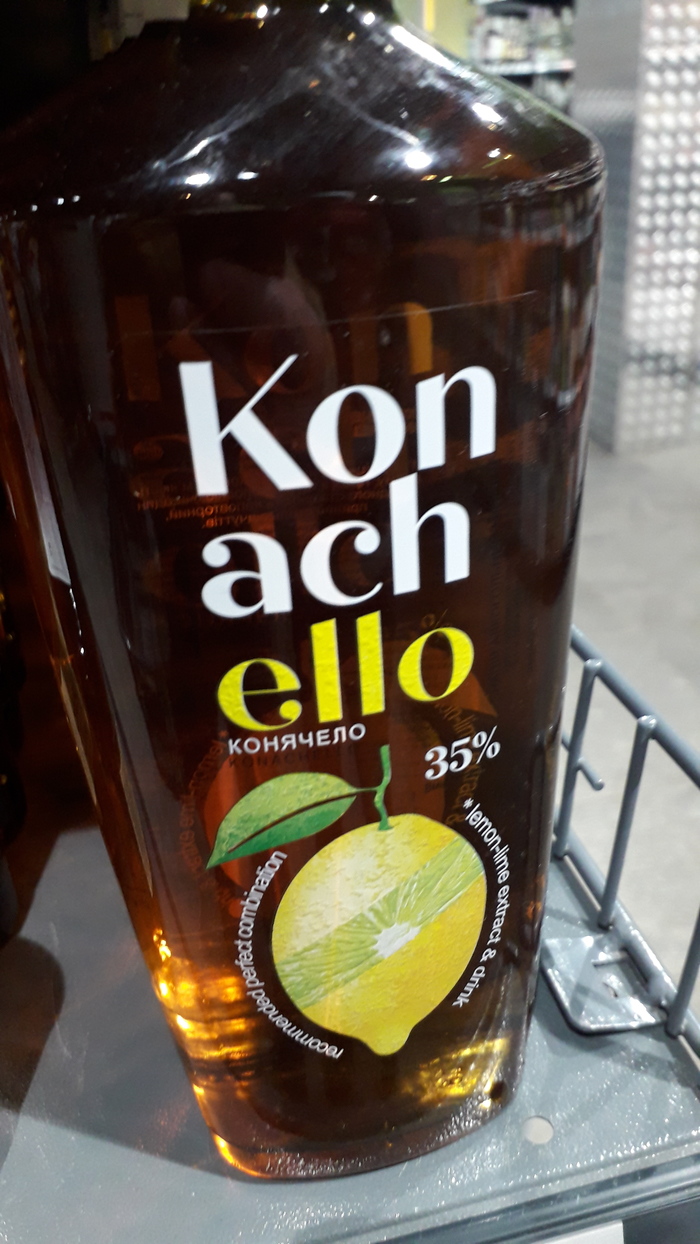 Kon
ach
ello
КОНЯЧЕЛО
35%
* lemon-lime extract & drink
recommended perfect combination